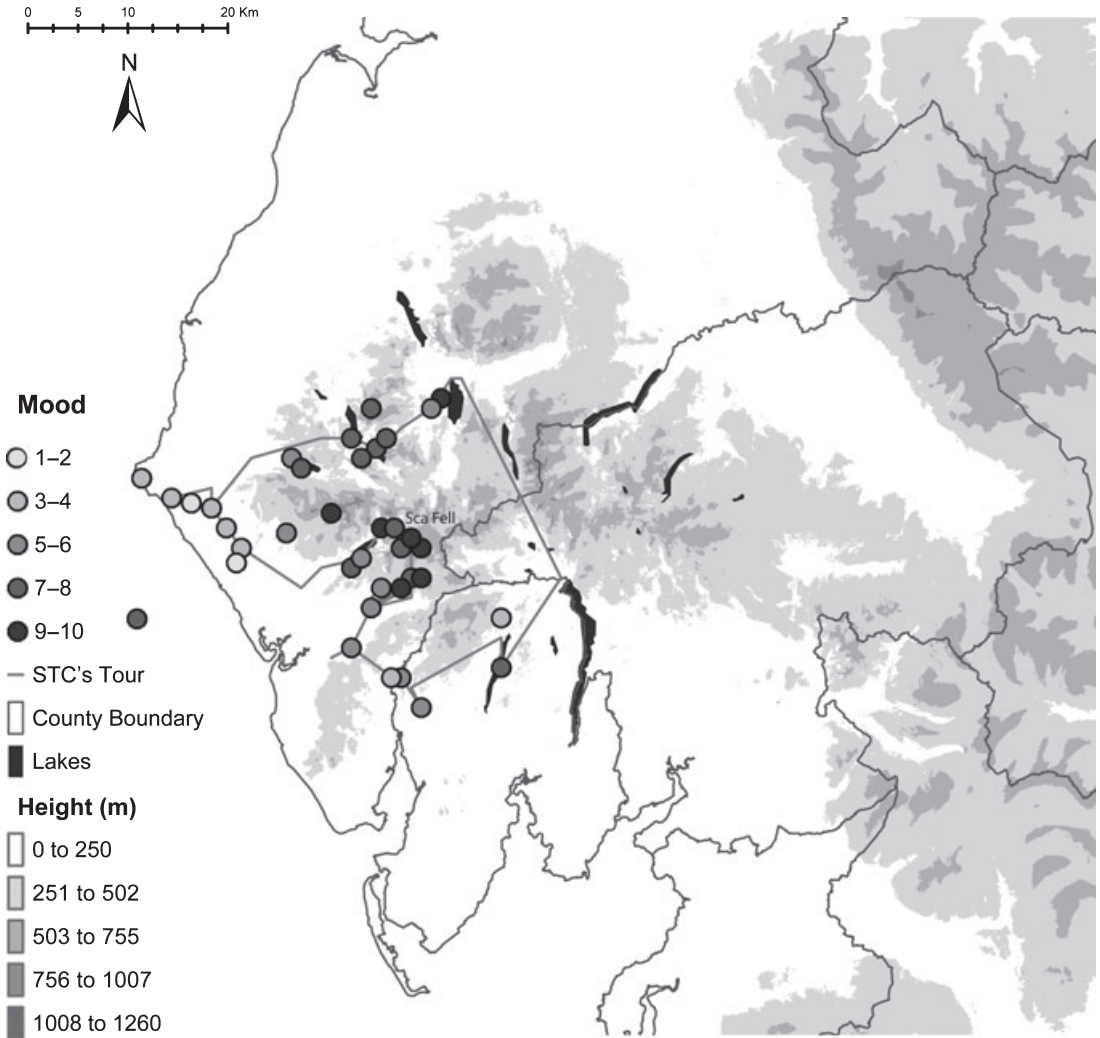 0 5 10 20 Km
N
Sca Fell
Mood
1–2
3–4
5–6
7–8
9–10
STC's Tour
County Boundary
Lakes
Height (m)
0 to 250
251 to 502
503 to 755
756 to 1007
1008 to 1260